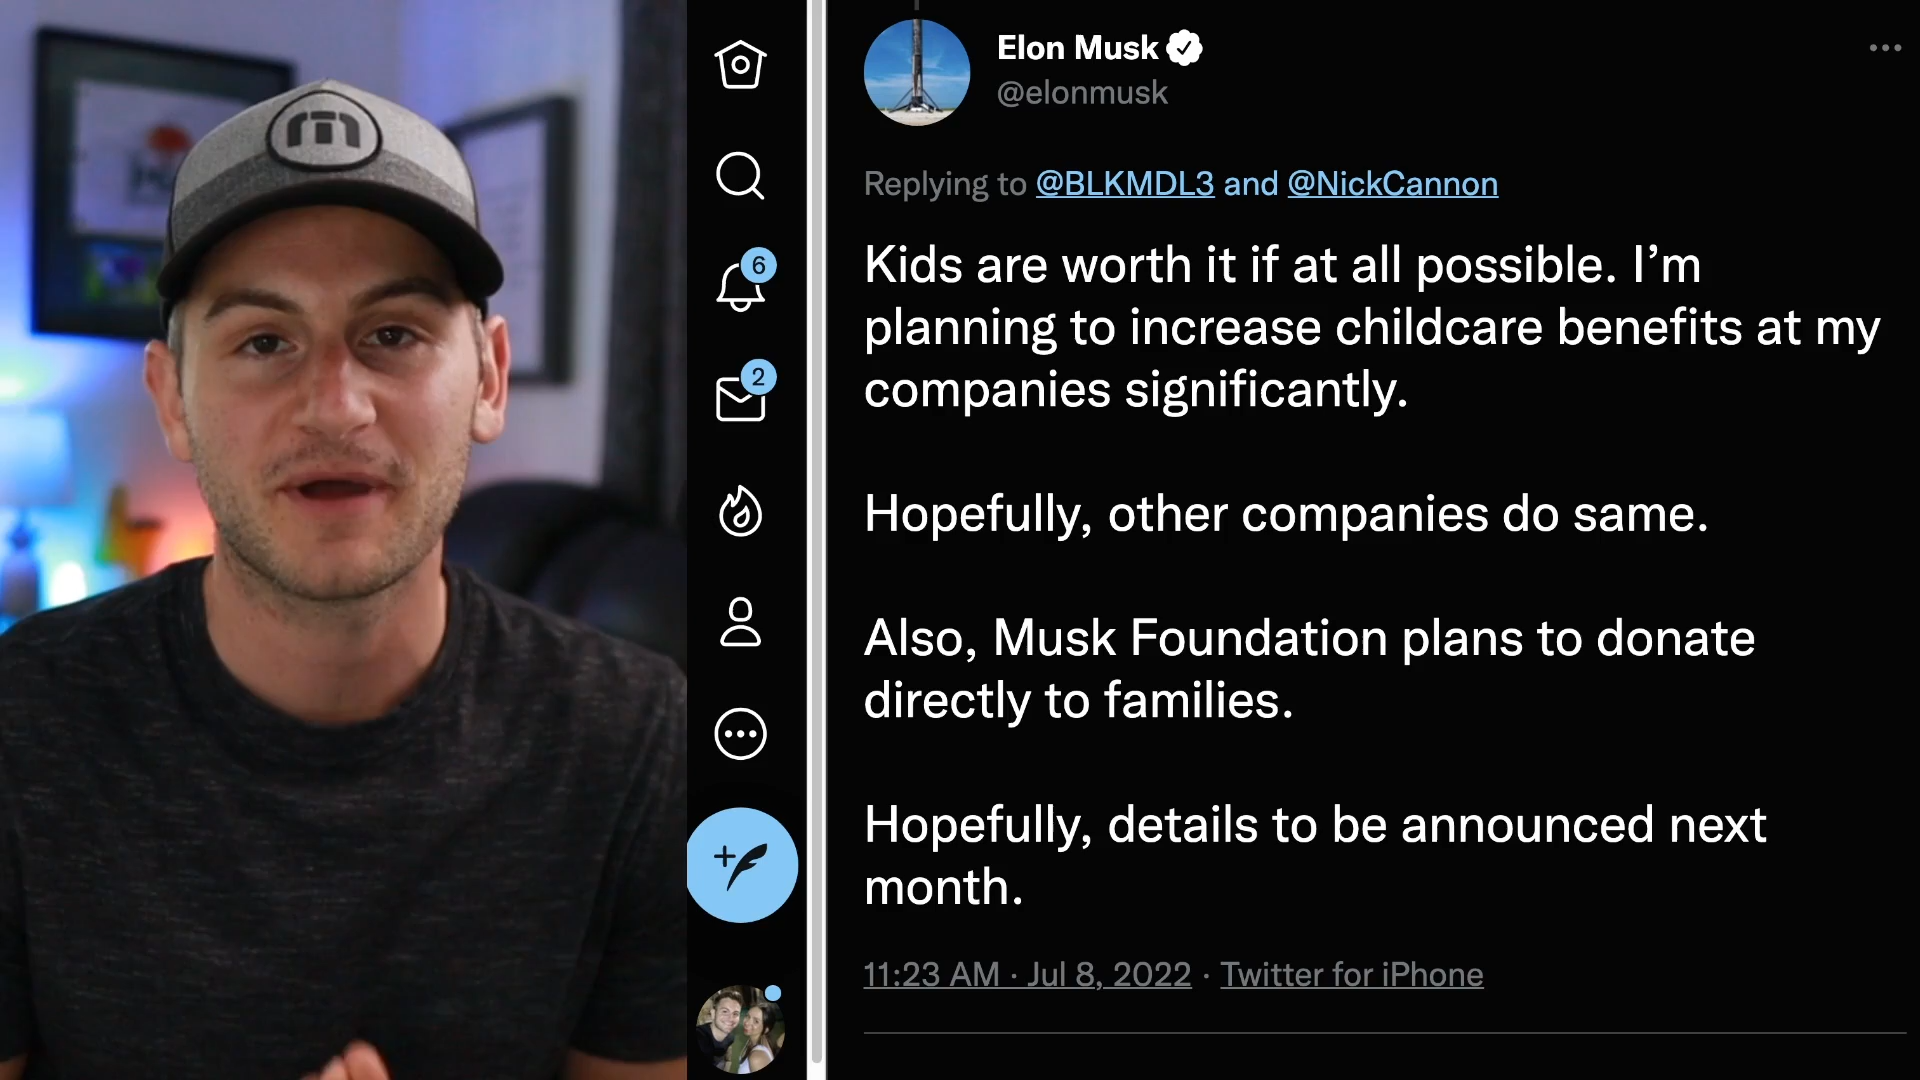 Elon Musk
@elonmusk
Replying to @BLKMDL3 and @NickCannon
Kids are worth it if at all possible. I’m
planning to increase childcare benefits at my
companies significantly.
Hopefully, other companies do same.
Also, Musk Foundation plans to donate
directly to families.
Hopefully, details to be announced next
month.
11:23 AM · Jul 8, 2022 · Twitter for iPhone
6
2